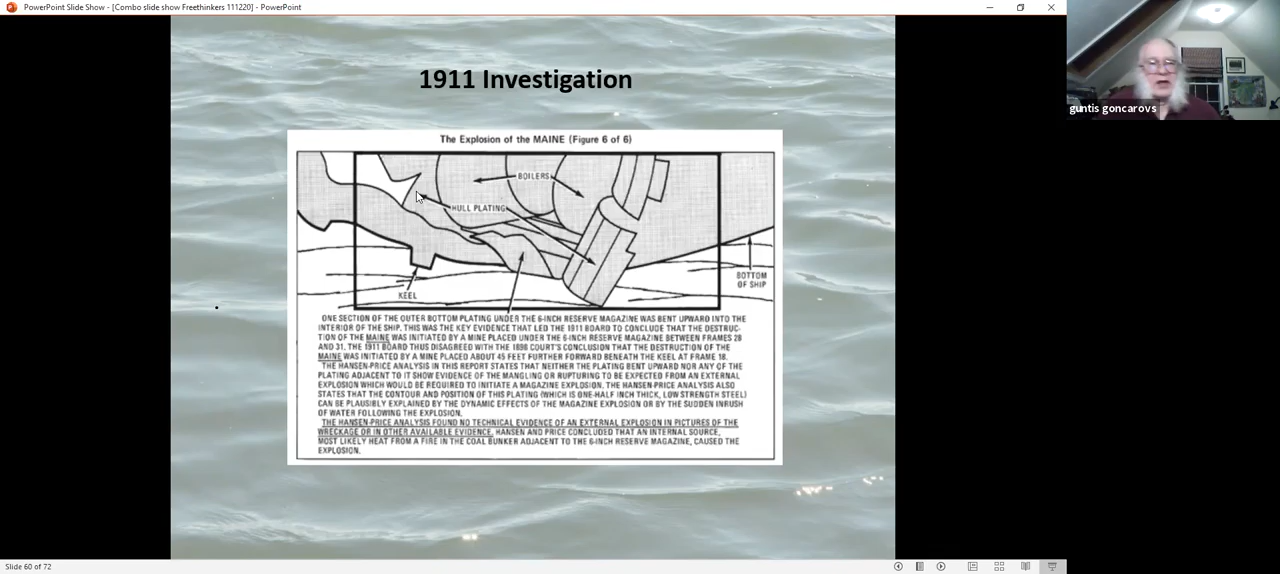 PowerPoint Slide Show - [Combo slide show Freethinkers 111220] - PowerPoint
1911 Investigation
guntis goncarovs
The Explosion of the MAINE (Figure 6 of 6)
BOILERS
HULL PLATING
KEEL
BOTTOM
OF SHIP
ONE SECTION OF THE OUTER BOTTOM PLATING UNDER THE 6-INCH RESERVE MAGAZINE WAS BENT UPWARD INTO THE
INTERIOR OF THE SHIP. THIS WAS THE KEY EVIDENCE THAT LED THE 1911 BOARD TO CONCLUDE THAT THE DESTRUC-
TION OF THE MAINE WAS INITIATED BY A MINE PLACED UNDER THE 6-INCH RESERVE MAGAZINE BETWEEN FRAMES 28
AND 31. THE 1911 BOARD THUS DISAGREED WITH THE 1898 COURT'S CONCLUSION THAT THE DESTRUCTION OF THE
MAINE WAS INITIATED BY A MINE PLACED ABOUT 45 FEET FURTHER FORWARD BENEATH THE KEEL AT FRAME 18.
THE HANSEN-PRICE ANALYSIS IN THIS REPORT STATES THAT NEITHER THE PLATING BENT UPWARD NOR ANY OF THE
PLATING ADJACENT TO IT SHOW EVIDENCE OF THE MANGLING OR RUPTURING TO BE EXPECTED FROM AN EXTERNAL
EXPLOSION WHICH WOULD BE REQUIRED TO INITIATE A MAGAZINE EXPLOSION. THE HANSEN-PRICE ANALYSIS ALSO
STATES THAT THE CONTOUR AND POSITION OF THIS PLATING (WHICH IS ONE-HALF INCH THICK, LOW STRENGTH STEEL)
CAN BE PLAUSIBLY EXPLAINED BY THE DYNAMIC EFFECTS OF THE MAGAZINE EXPLOSION OR BY THE SUDDEN INRUSH
OF WATER FOLLOWING THE EXPLOSION.
THE HANSEN-PRICE ANALYSIS FOUND NO TECHNICAL EVIDENCE OF AN EXTERNAL EXPLOSION IN PICTURES OF THE
WRECKAGE OR IN OTHER AVAILABLE EVIDENCE. HANSEN AND PRICE CONCLUDED THAT AN INTERNAL SOURCE,
MOST LIKELY HEAT FROM A FIRE IN THE COAL BUNKER ADJACENT TO THE 6-INCH RESERVE MAGAZINE, CAUSED THE
EXPLOSION.
Slide 60 of 72